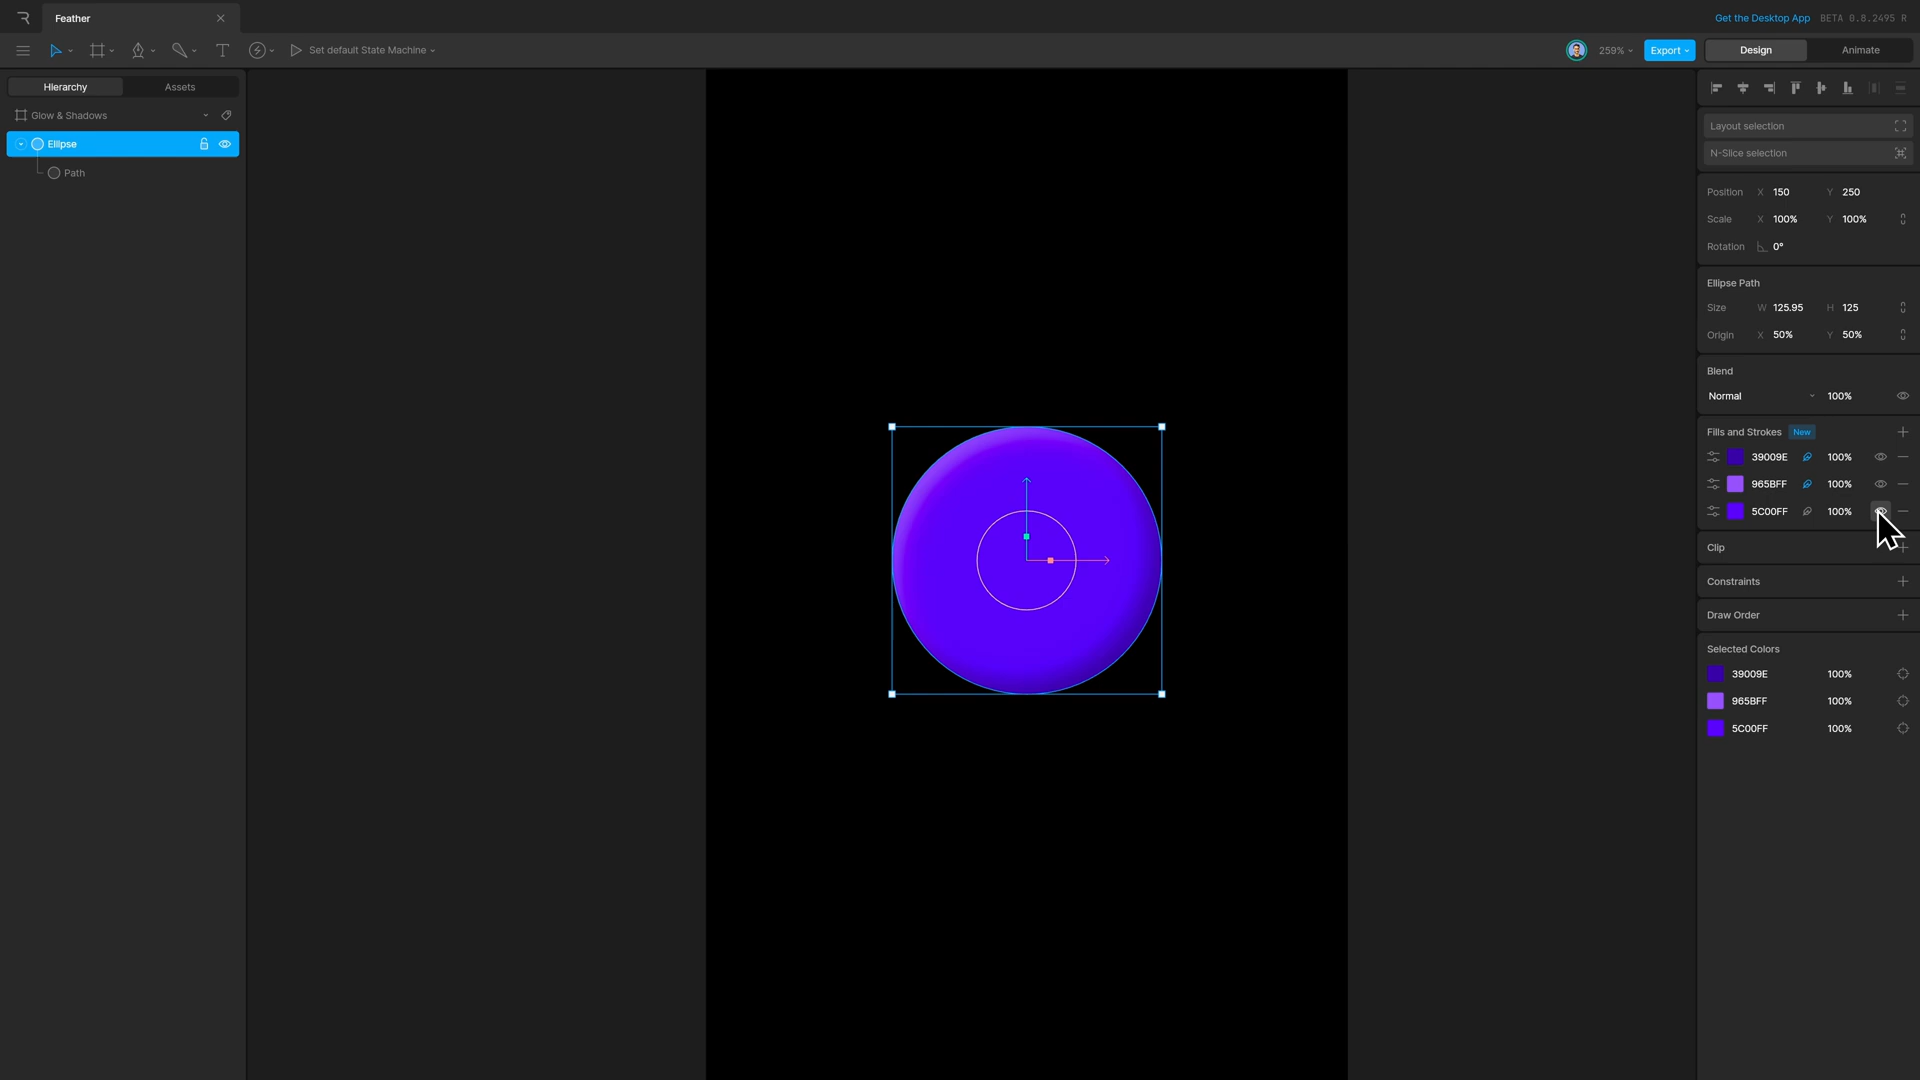 Feather
Get the Desktop App BETA 0.8.2495 R
Set default State Machine
259%
Export
Design
Animate
Hierarchy
Assets
Glow & Shadows
Ellipse
Path
Layout selection
N-Slice selection
Position X 150 Y 250
Scale X 100% Y 100%
Rotation 0°
Ellipse Path
Size W 125.95 H 125
Origin X 50% Y 50%
Blend
Normal 100%
Fills and Strokes New
39009E 100%
965BFF 100%
5C00FF 100%
Clip
Constraints
Draw Order
Selected Colors
39009E 100%
965BFF 100%
5C00FF 100%